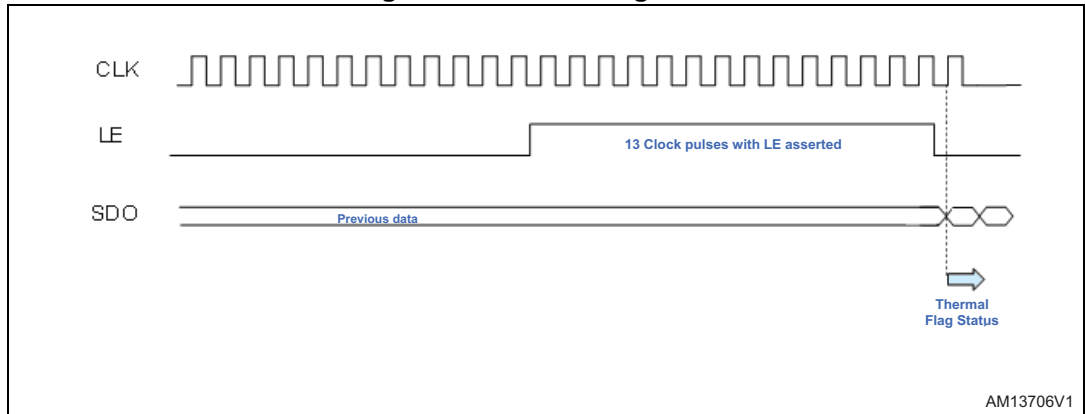 CLK
LE
13 Clock pulses with LE asserted
SDO
Previous data
Thermal
Flag Status
AM13706V1